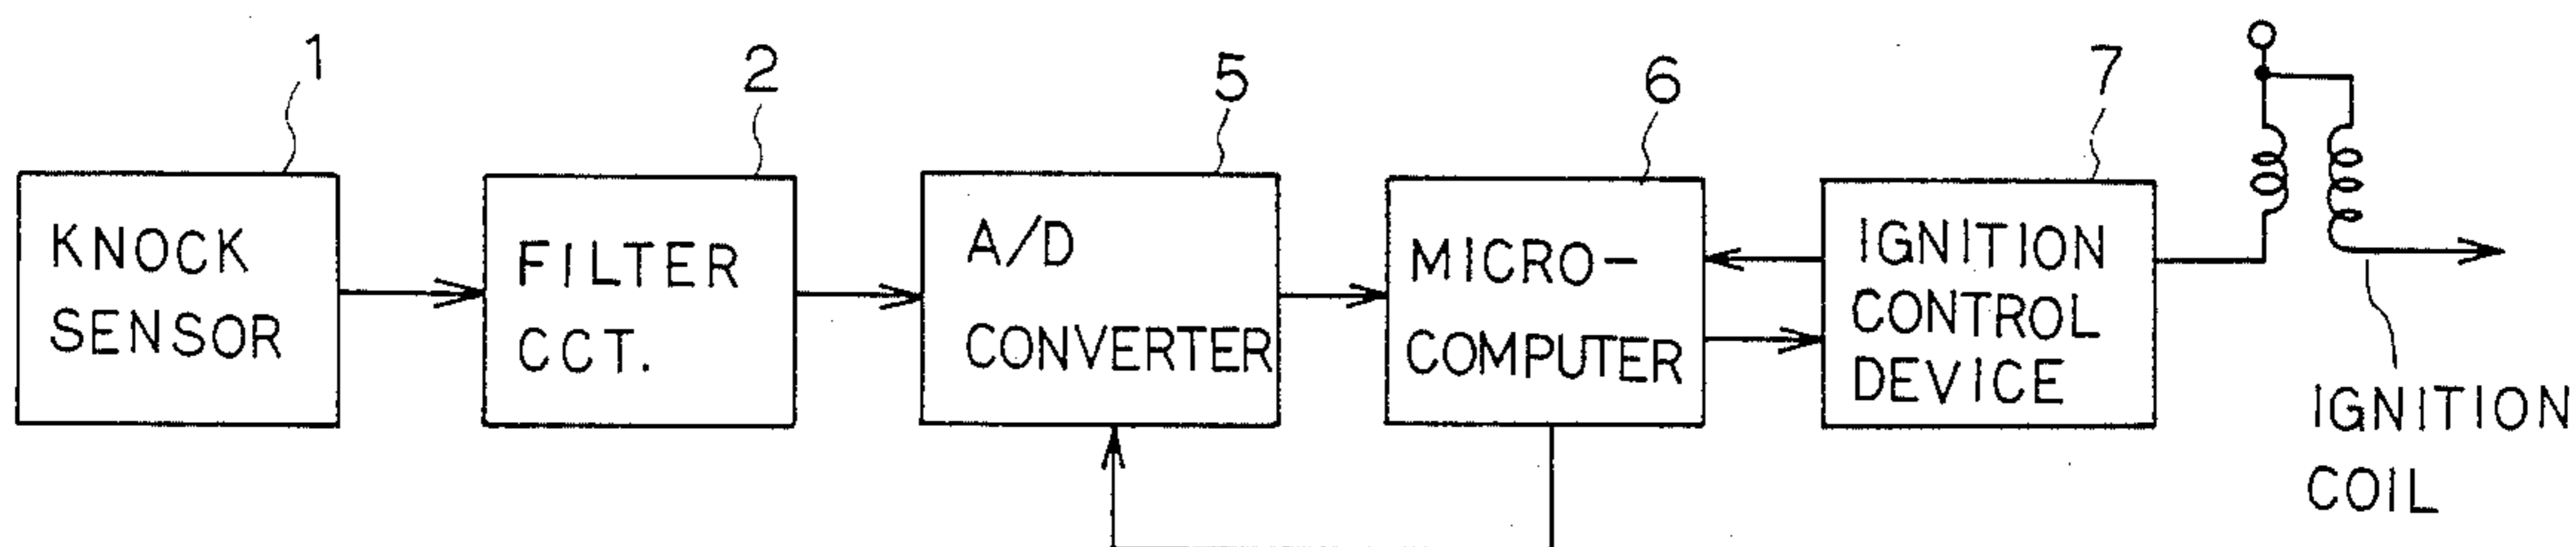 1
2
5
6
7
KNOCK
SENSOR
FILTER
CCT.
A/D
CONVERTER
MICRO-
COMPUTER
IGNITION
CONTROL
DEVICE
IGNITION
COIL